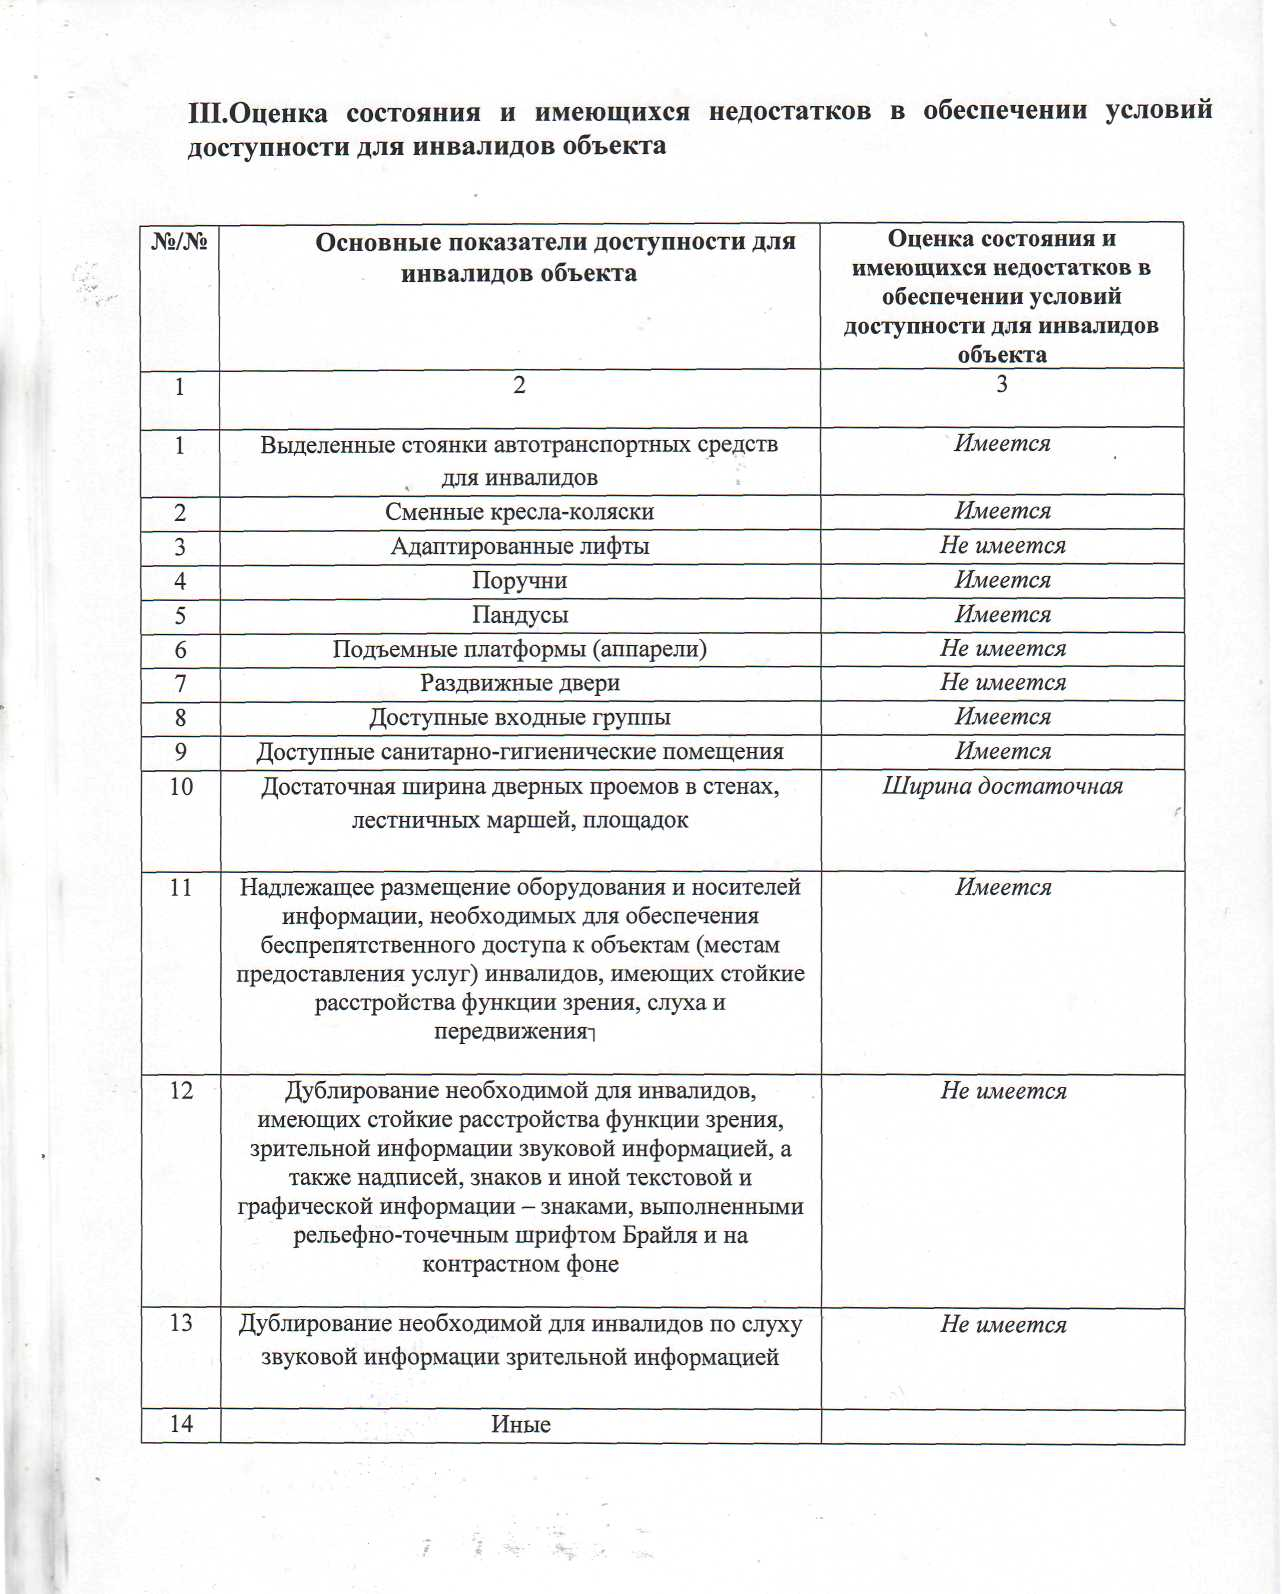 III.Оценка состояния и имеющихся недостатков в обеспечении условий
доступности для инвалидов объекта
№/№
Основные показатели доступности для
инвалидов объекта
Оценка состояния и
имеющихся недостатков в
обеспечении условий
доступности для инвалидов
объекта
1
2
3
1
Выделенные стоянки автотранспортных средств
для инвалидов
Имеется
2
Сменные кресла-коляски
Имеется
3
Адаптированные лифты
Не имеется
4
Поручни
Имеется
5
Пандусы
Имеется
6
Подъемные платформы (аппарели)
Не имеется
7
Раздвижные двери
Не имеется
8
Доступные входные группы
Имеется
9
Доступные санитарно-гигиенические помещения
Имеется
10
Достаточная ширина дверных проемов в стенах,
лестничных маршей, площадок
Ширина достаточная
11
Надлежащее размещение оборудования и носителей
информации, необходимых для обеспечения
беспрепятственного доступа к объектам (местам
предоставления услуг) инвалидов, имеющих стойкие
расстройства функции зрения, слуха и
передвижения
Имеется
12
Дублирование необходимой для инвалидов,
имеющих стойкие расстройства функции зрения,
зрительной информации звуковой информацией, а
также надписей, знаков и иной текстовой и
графической информации – знаками, выполненными
рельефно-точечным шрифтом Брайля и на
контрастном фоне
Не имеется
13
Дублирование необходимой для инвалидов по слуху
звуковой информации зрительной информацией
Не имеется
14
Иные